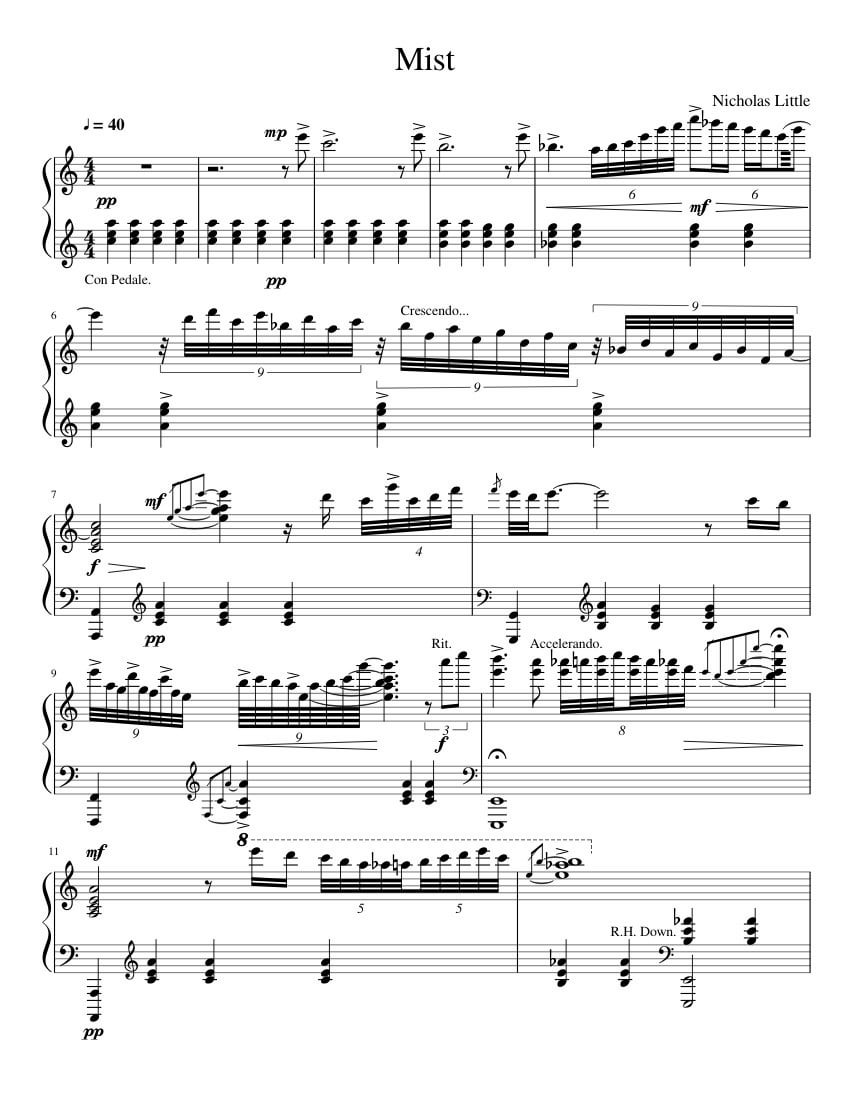 Mist
Nicholas Little
♩ = 40
mp
pp
6
mf
6
Con Pedale.
pp
6
Crescendo...
9
9
9
7
mf
f
4
pp
9
Rit.
Accelerando.
9
9
3
8
f
11
mf
8
5
5
R.H. Down.
pp